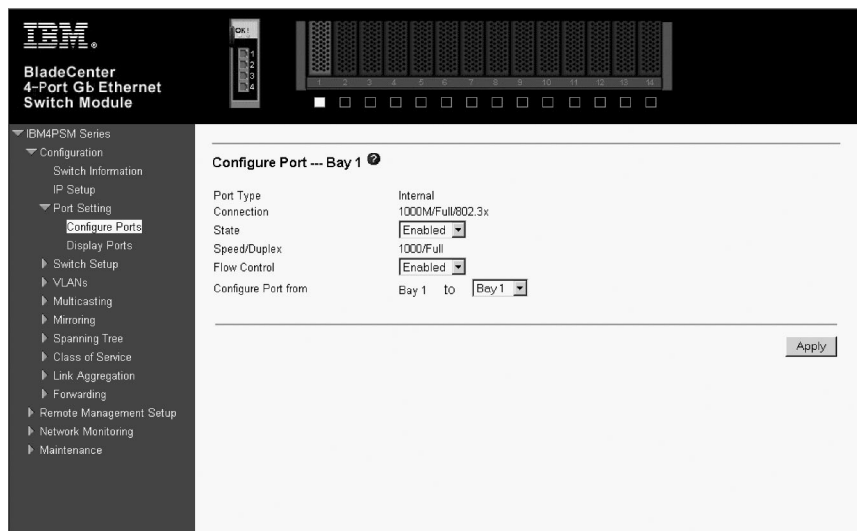 IBM®
OK!
1
2
3
4
1 2 3 4 5 6 7 8 9 10 11 12 13 14
BladeCenter
4-Port Gb Ethernet
Switch Module
IBM4PSM Series
Configuration
Switch Information
IP Setup
Port Setting
Configure Ports
Display Ports
Switch Setup
VLANs
Multicasting
Mirroring
Spanning Tree
Class of Service
Link Aggregation
Forwarding
Remote Management Setup
Network Monitoring
Maintenance
Configure Port --- Bay 1 ?
Port Type Internal
Connection 1000M/Full/802.3x
State Enabled
Speed/Duplex 1000/Full
Flow Control Enabled
Configure Port from Bay 1 to Bay 1
Apply